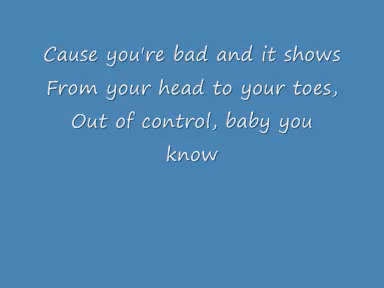 Cause you're bad and it shows
From your head to your toes,
Out of control, baby you
know